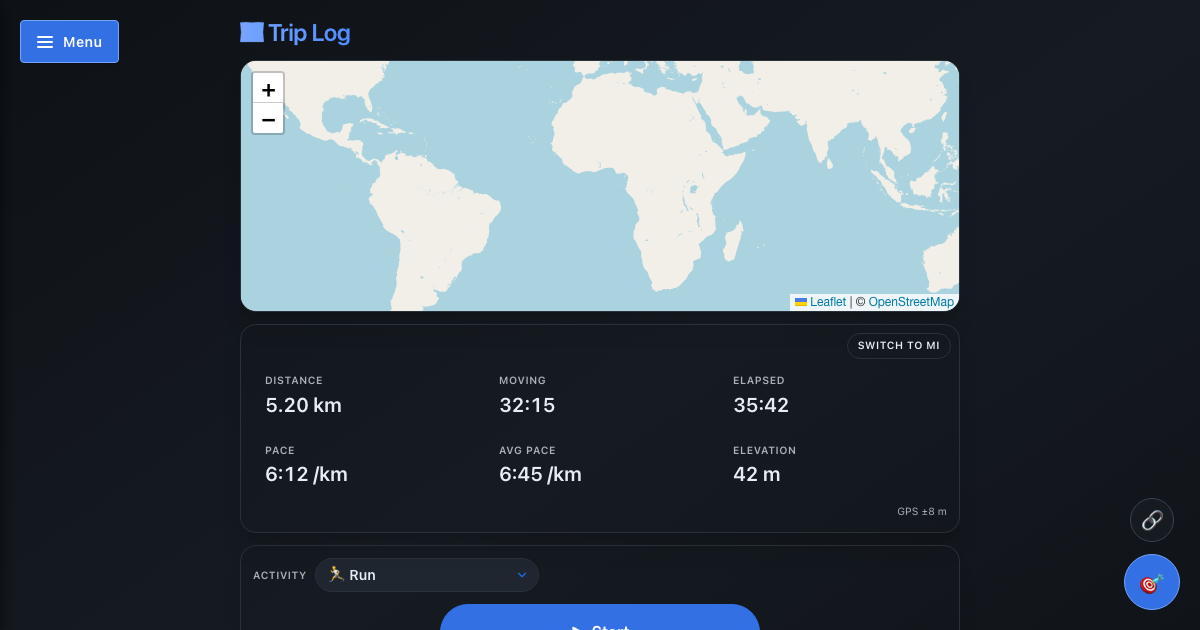 Menu
Trip Log
+
−
Leaflet | © OpenStreetMap
SWITCH TO MI
DISTANCE MOVING ELAPSED
5.20 km 32:15 35:42
PACE AVG PACE ELEVATION
6:12 /km 6:45 /km 42 m
GPS ±8 m
ACTIVITY Run
Start